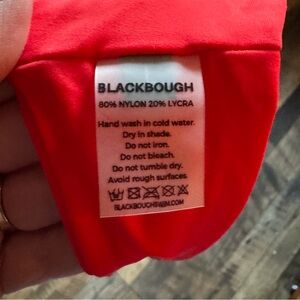 BLACKBOUGH
80% NYLON 20% LYCRA
Hand wash in cold water.
Dry in shade.
Do not iron.
Do not bleach.
Do not tumble dry.
Avoid rough surfaces.
BLACKBOUGHSWIM.COM